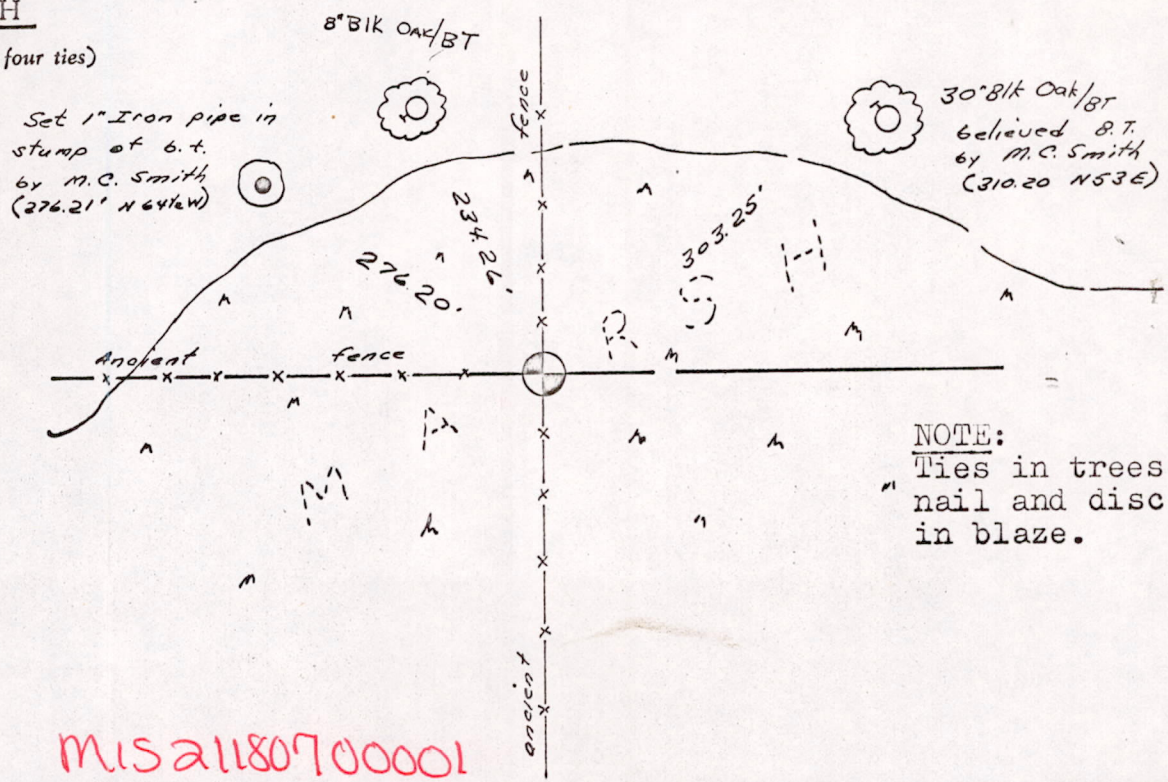 H
four ties)
8" Blk Oak/BT
Set 1" Iron pipe in
stump of b.t.
by M.C. Smith
(276.21' N 64½W)
fence
30" Blk Oak/BT
believed B.T.
by M.C. Smith
(310.20 N53E)
234.26'
276.20'
303.25'
M A R S H
Ancient fence
NOTE:
Ties in trees
nail and disc
in blaze.
ancient
MIS21180700001